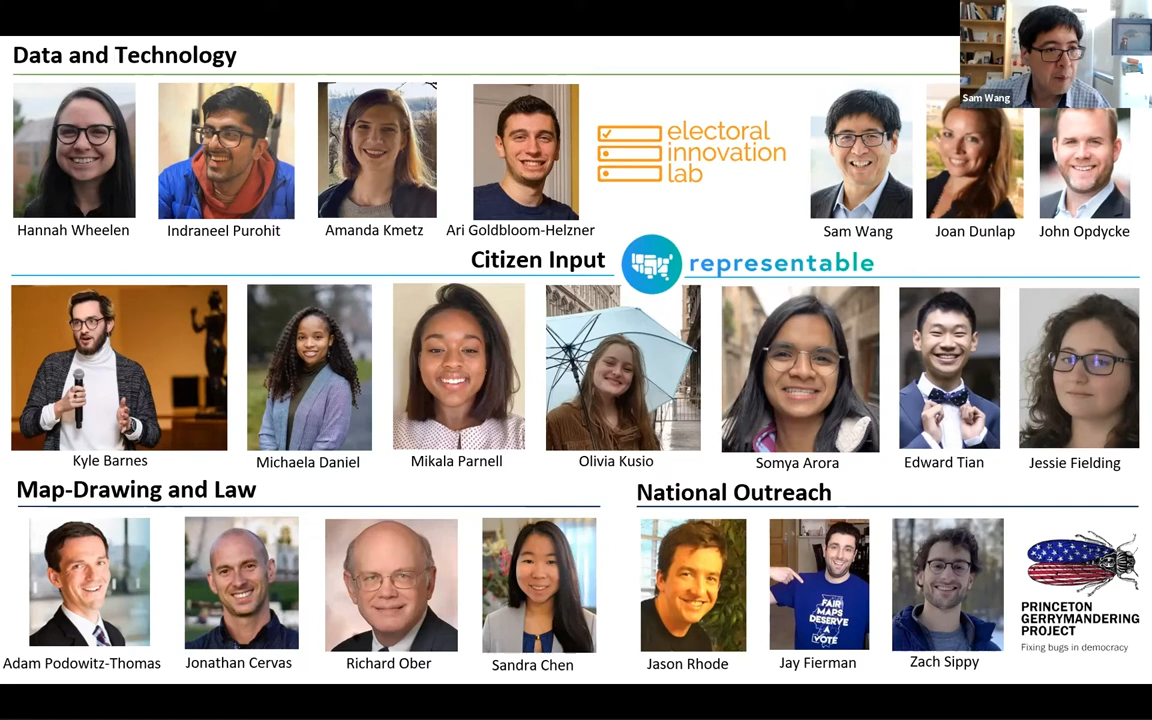 Data and Technology
Sam Wang
electoral
innovation
lab
Hannah Wheelen
Indraneel Purohit
Amanda Kmetz
Ari Goldbloom-Helzner
Sam Wang
Joan Dunlap
John Opdycke
Citizen Input
representable
Kyle Barnes
Michaela Daniel
Mikala Parnell
Olivia Kusio
Somya Arora
Edward Tian
Jessie Fielding
Map-Drawing and Law
National Outreach
FAIR
MAPS
DESERVE
A
VOTE
PRINCETON
GERRYMANDERING
PROJECT
Fixing bugs in democracy
Adam Podowitz-Thomas
Jonathan Cervas
Richard Ober
Sandra Chen
Jason Rhode
Jay Fierman
Zach Sippy